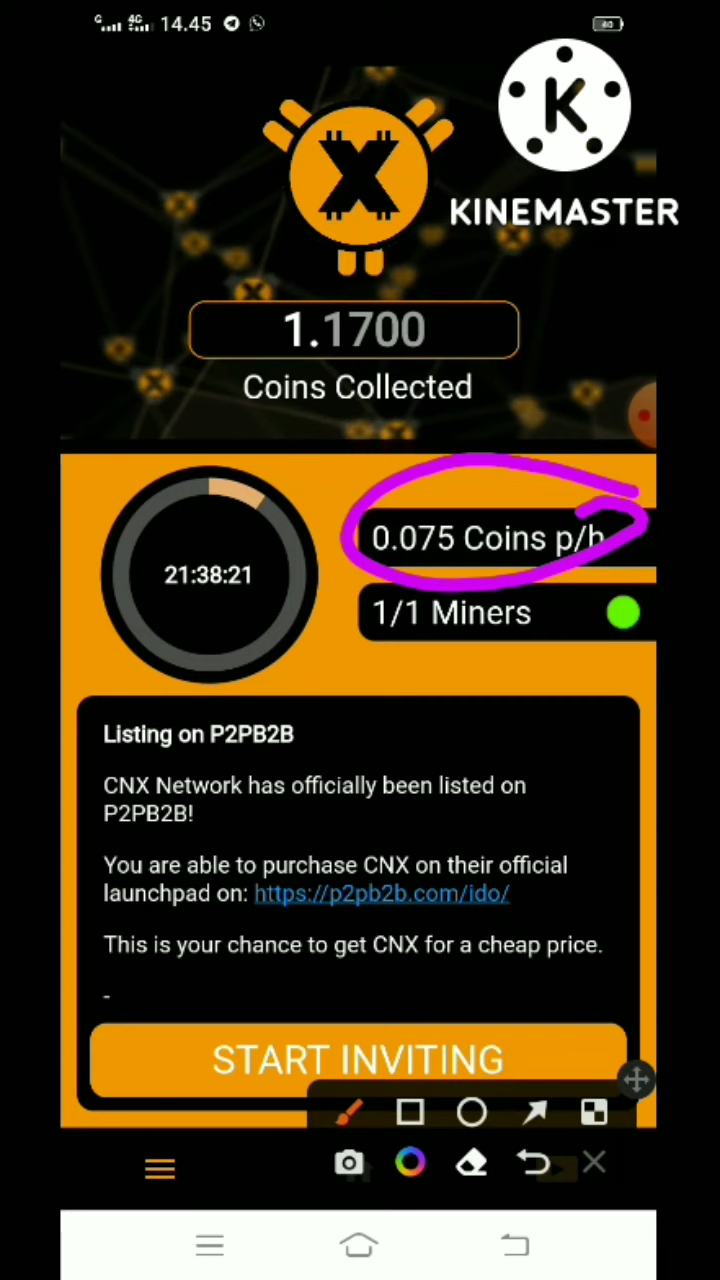 G 4G 14.45 40
K
KINEMASTER
X
1.1700
Coins Collected
0.075 Coins p/h
21:38:21
1/1 Miners
Listing on P2PB2B
CNX Network has officially been listed on
P2PB2B!
You are able to purchase CNX on their official
launchpad on: https://p2pb2b.com/ido/
This is your chance to get CNX for a cheap price.
-
START INVITING